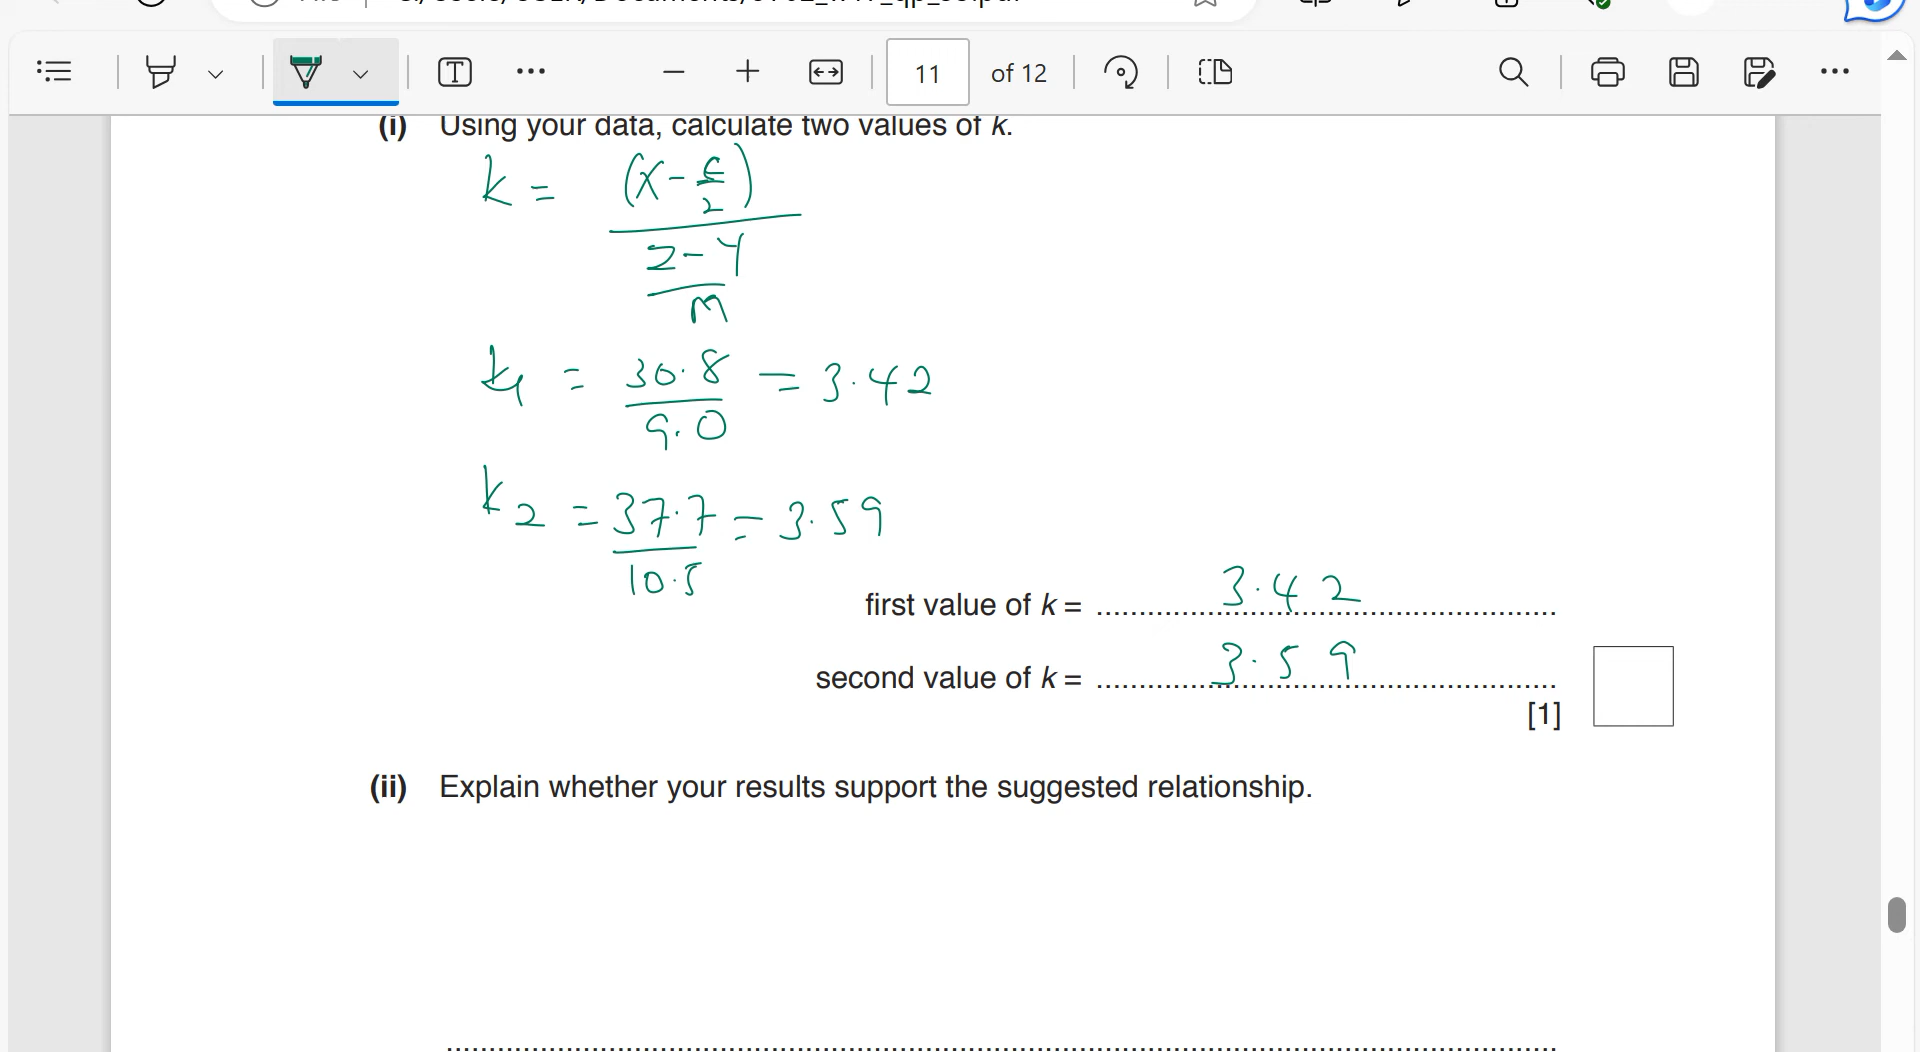 11 of 12
(i) Using your data, calculate two values of k.
k = (x - c/2)
z - y
m
k1 = 30.8 = 3.42
9.0
k2 = 37.7 = 3.59
10.5
3.42
first value of k = ..................................................
3.59
second value of k = ..................................................
[1]
(ii) Explain whether your results support the suggested relationship.